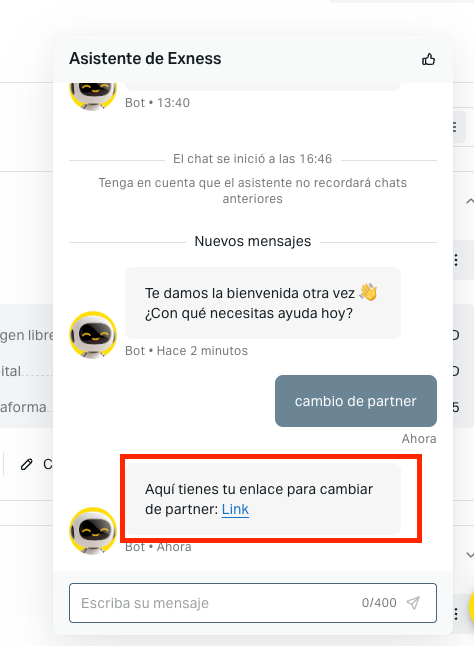 Asistente de Exness
Bot • 13:40
El chat se inició a las 16:46
Tenga en cuenta que el asistente no recordará chats
anteriores
Nuevos mensajes
Te damos la bienvenida otra vez 👋
¿Con qué necesitas ayuda hoy?
Bot • Hace 2 minutos
cambio de partner
Ahora
Aquí tienes tu enlace para cambiar
de partner: Link
Bot • Ahora
Escriba su mensaje
0/400
gen libre
D
ital
D
aforma
5
C